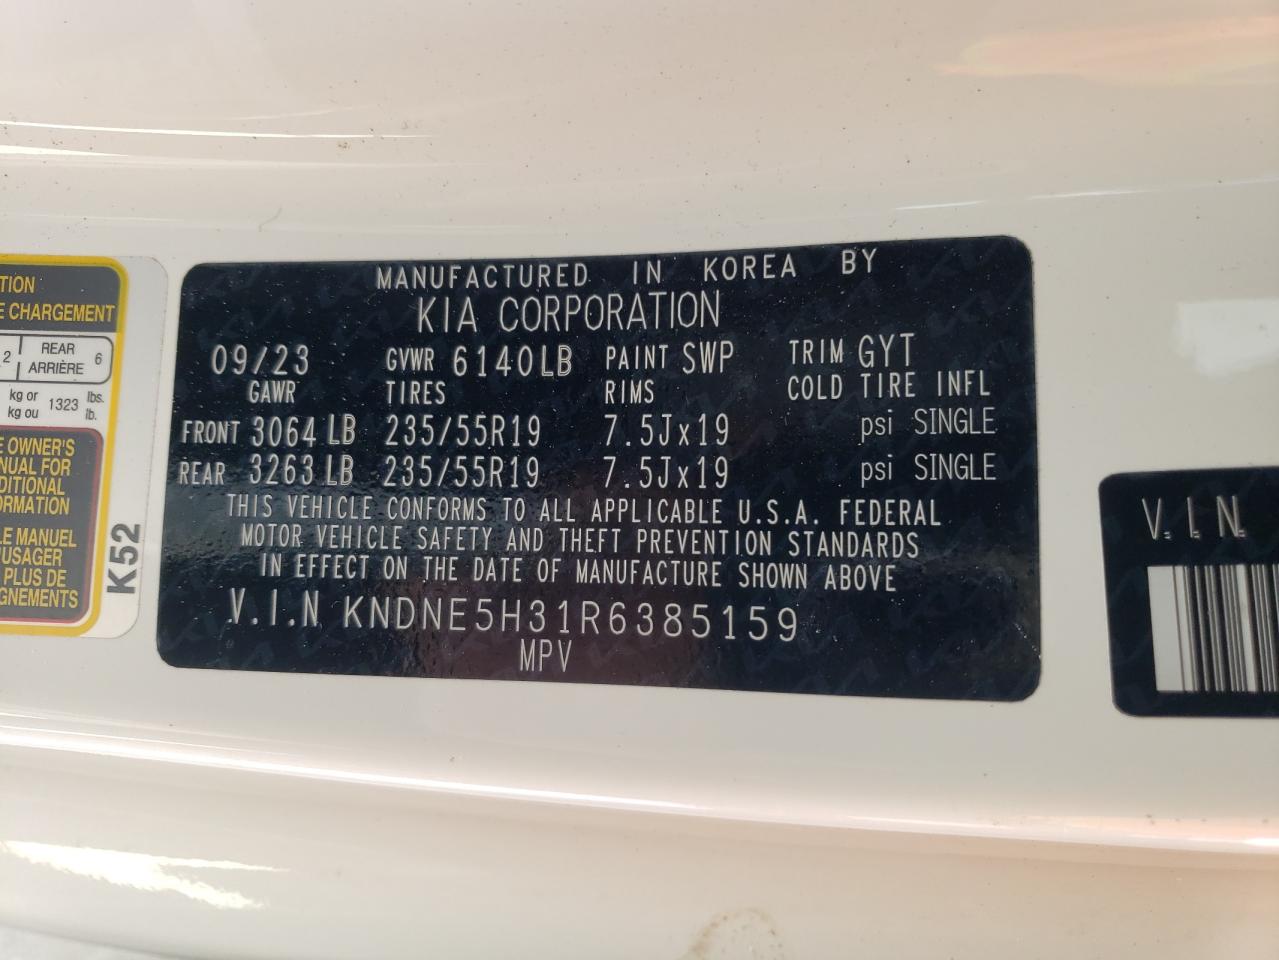 TION
E CHARGEMENT
2 REAR ARRIÈRE 6
kg or kg ou 1323 lbs. lb.
E OWNER'S
NUAL FOR
DITIONAL
ORMATION
LE MANUEL
USAGER
PLUS DE
GNEMENTS
K52
MANUFACTURED IN KOREA BY
KIA CORPORATION
09/23 GVWR 6140LB PAINT SWP TRIM GYT
GAWR TIRES RIMS COLD TIRE INFL
FRONT 3064 LB 235/55R19 7.5Jx19 psi SINGLE
REAR 3263 LB 235/55R19 7.5Jx19 psi SINGLE
THIS VEHICLE CONFORMS TO ALL APPLICABLE U.S.A. FEDERAL
MOTOR VEHICLE SAFETY AND THEFT PREVENTION STANDARDS
IN EFFECT ON THE DATE OF MANUFACTURE SHOWN ABOVE
V.I.N KNDNE5H31R6385159
MPV
V.I.N.